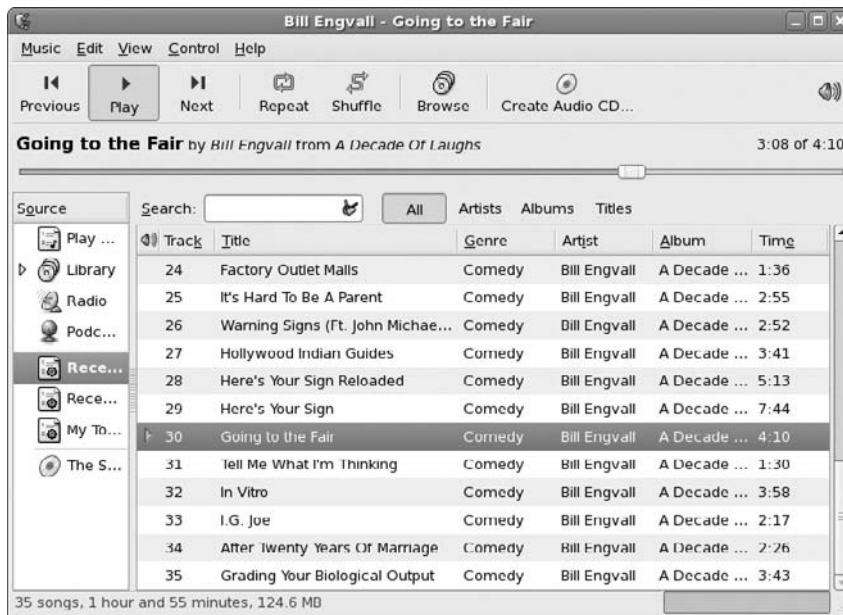 Bill Engvall - Going to the Fair
Music Edit View Control Help
Previous Play Next Repeat Shuffle Browse Create Audio CD...
Going to the Fair by Bill Engvall from A Decade Of Laughs 3:08 of 4:10
Source Search: All Artists Albums Titles
Play ...
Library
Radio
Podc...
Rece...
Rece...
My To...
The S...
Track Title Genre Artist Album Time
24 Factory Outlet Malls Comedy Bill Engvall A Decade ... 1:36
25 It's Hard To Be A Parent Comedy Bill Engvall A Decade ... 2:55
26 Warning Signs (Ft. John Michae... Comedy Bill Engvall A Decade ... 2:52
27 Hollywood Indian Guides Comedy Bill Engvall A Decade ... 3:41
28 Here's Your Sign Reloaded Comedy Bill Engvall A Decade ... 5:13
29 Here's Your Sign Comedy Bill Engvall A Decade ... 7:44
30 Going to the Fair Comedy Bill Engvall A Decade ... 4:10
31 Tell Me What I'm Thinking Comedy Bill Engvall A Decade ... 1:30
32 In Vitro Comedy Bill Engvall A Decade ... 3:58
33 I.G. Joe Comedy Bill Engvall A Decade ... 2:17
34 After Twenty Years Of Marriage Comedy Bill Engvall A Decade ... 2:26
35 Grading Your Biological Output Comedy Bill Engvall A Decade ... 3:43
35 songs, 1 hour and 55 minutes, 124.6 MB